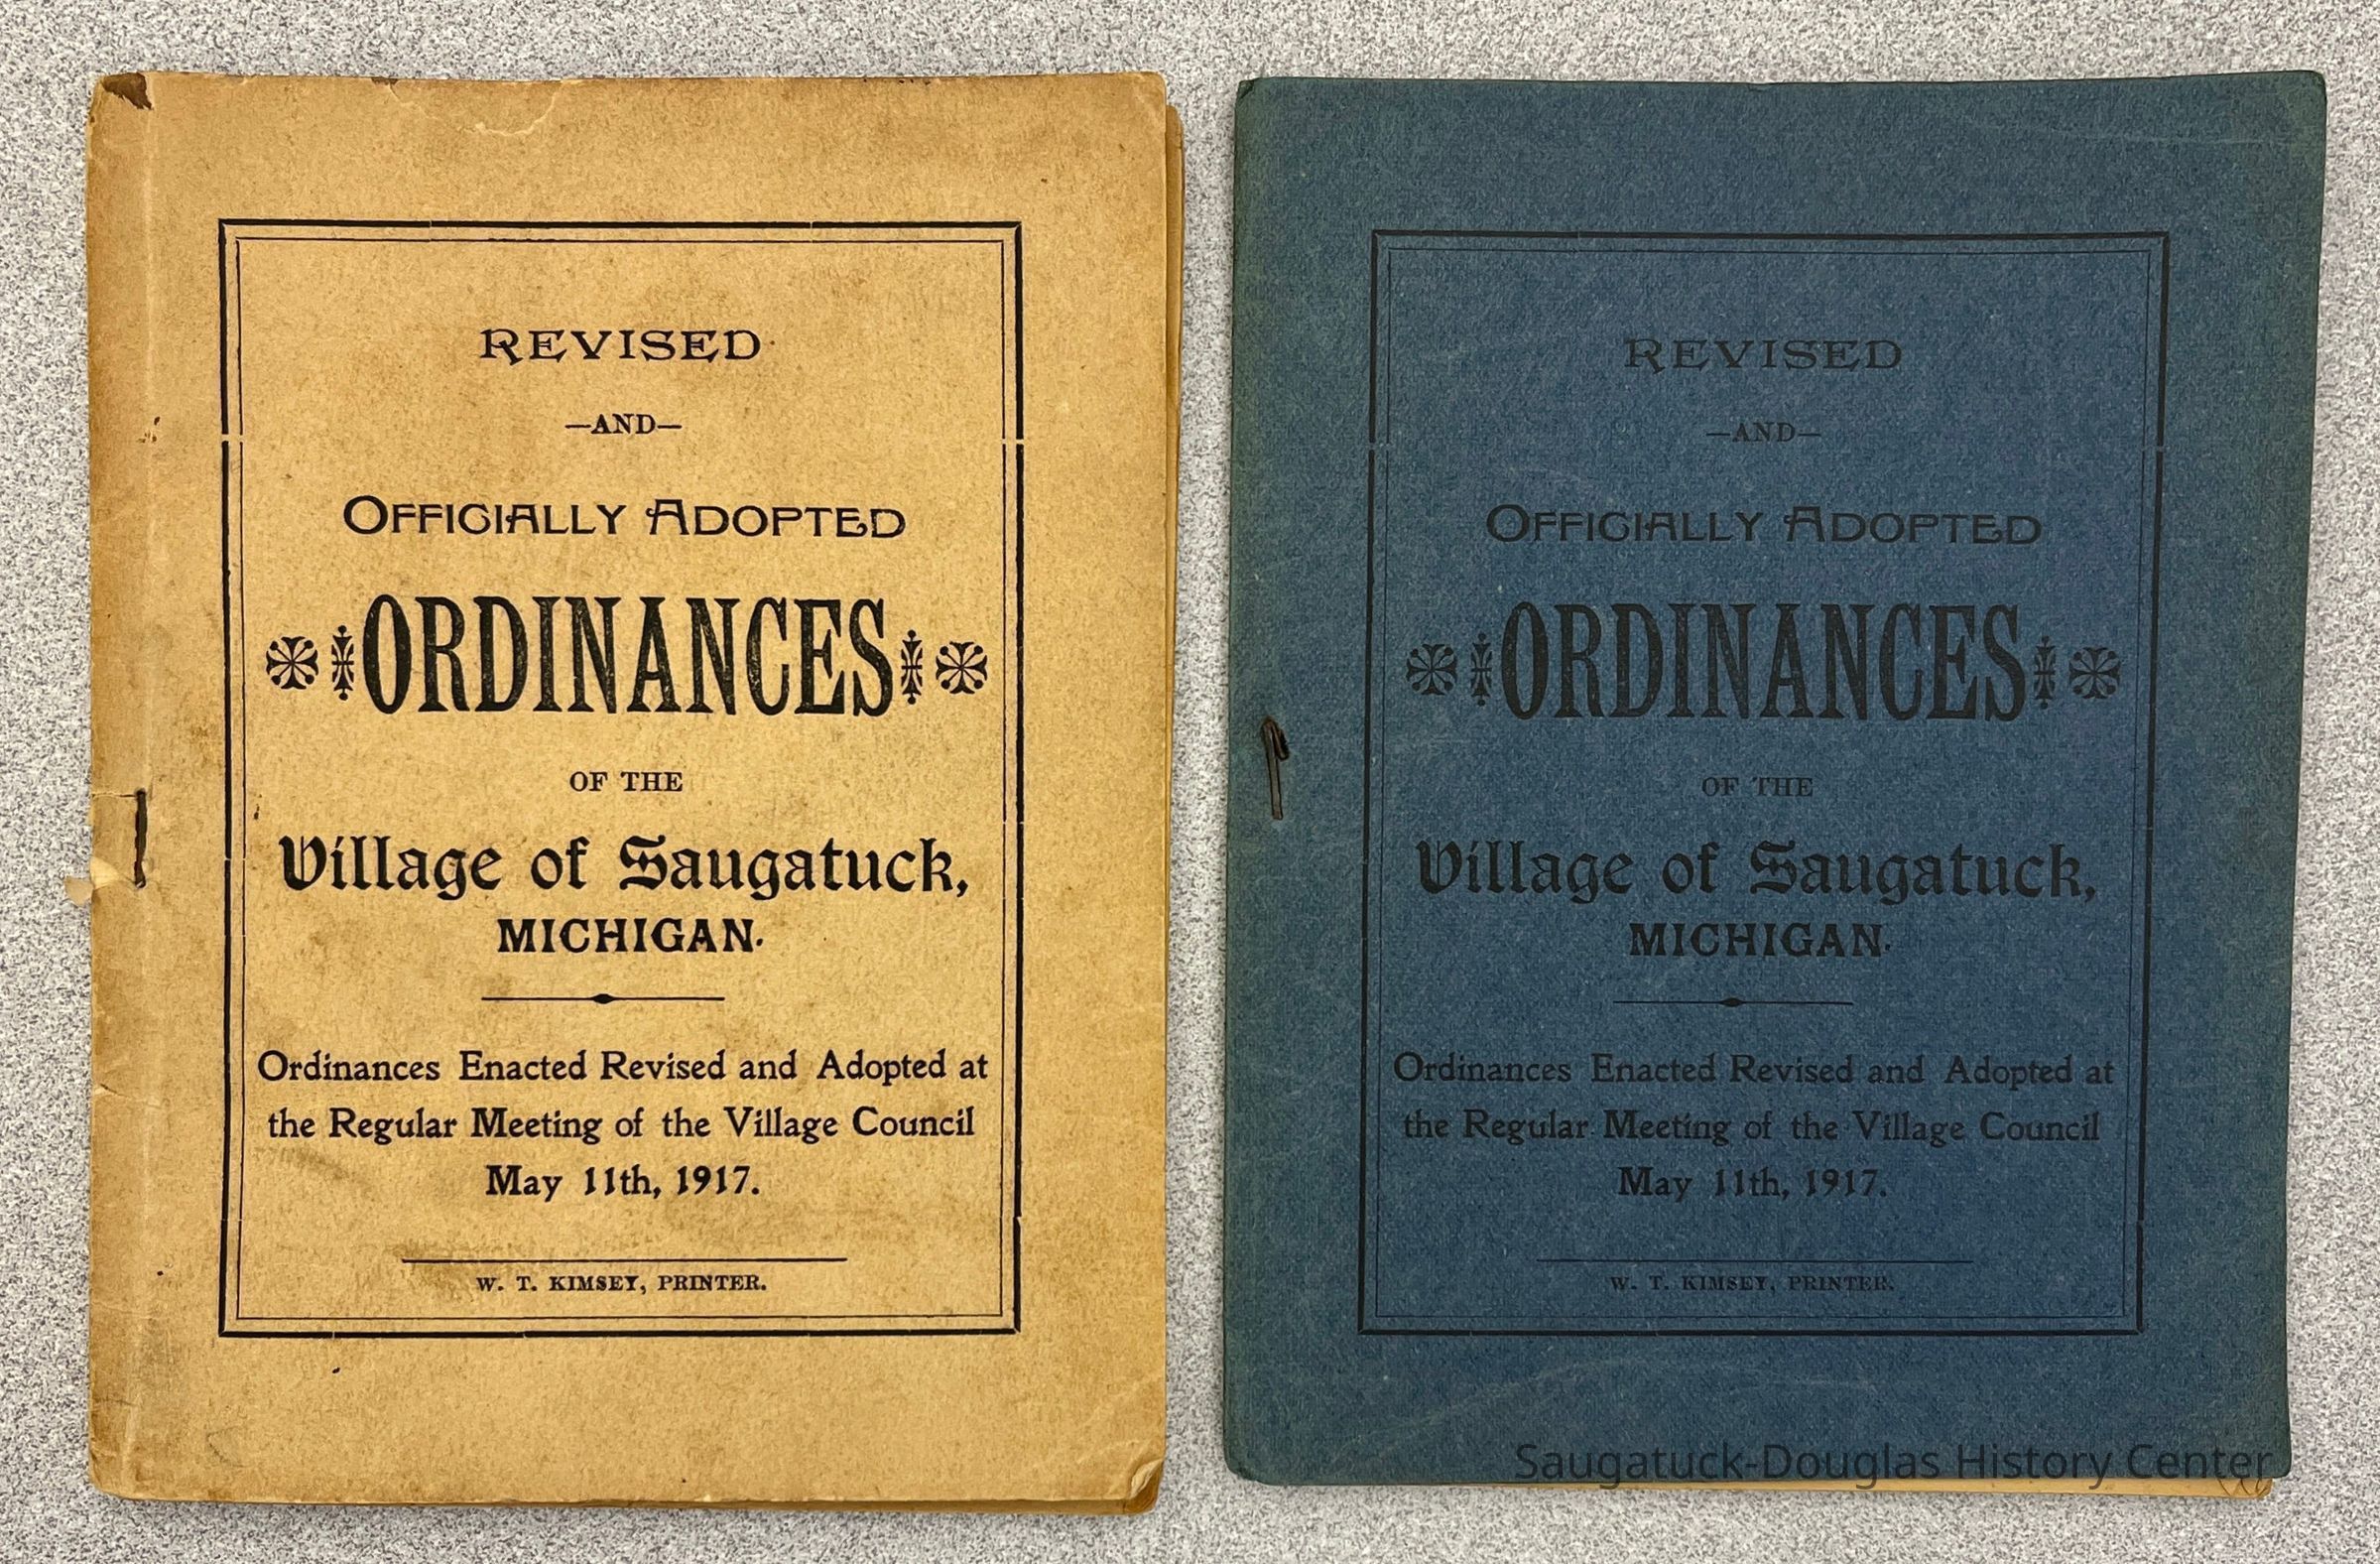 REVISED
—AND—
OFFICIALLY ADOPTED
ORDINANCES
OF THE
Village of Saugatuck,
MICHIGAN.
Ordinances Enacted Revised and Adopted at
the Regular Meeting of the Village Council
May 11th, 1917.
W. T. KIMSEY, PRINTER.
REVISED
—AND—
OFFICIALLY ADOPTED
ORDINANCES
OF THE
Village of Saugatuck,
MICHIGAN.
Ordinances Enacted Revised and Adopted at
the Regular Meeting of the Village Council
May 11th, 1917.
W. T. KIMSEY, PRINTER.
Saugatuck-Douglas History Center